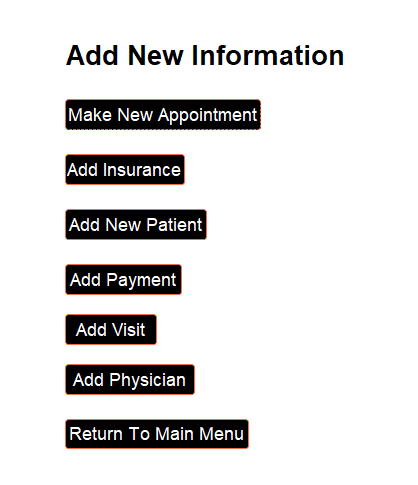 Add New Information
Make New Appointment
Add Insurance
Add New Patient
Add Payment
Add Visit
Add Physician
Return To Main Menu